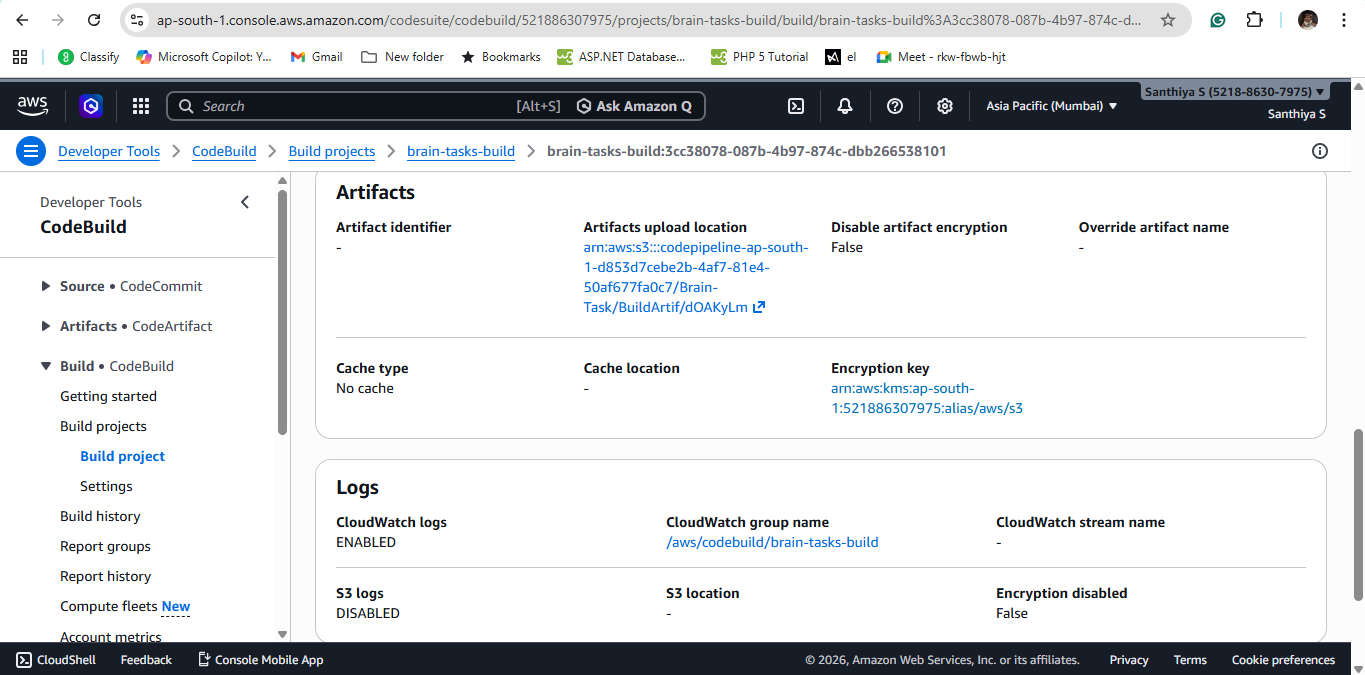 ap-south-1.console.aws.amazon.com/codesuite/codebuild/521886307975/projects/brain-tasks-build/build/brain-tasks-build%3A3cc38078-087b-4b97-874c-d...
Classify
Microsoft Copilot: Y...
Gmail
New folder
Bookmarks
ASP.NET Database...
PHP 5 Tutorial
el
Meet - rkw-fbwb-hjt
aws
Search
[Alt+S]
Ask Amazon Q
Asia Pacific (Mumbai)
Santhiya S (5218-8630-7975)
Santhiya S
Developer Tools
CodeBuild
Build projects
brain-tasks-build
brain-tasks-build:3cc38078-087b-4b97-874c-dbb266538101
Developer Tools
CodeBuild
Source • CodeCommit
Artifacts • CodeArtifact
Build • CodeBuild
Getting started
Build projects
Build project
Settings
Build history
Report groups
Report history
Compute fleets New
Account metrics
Artifacts
Artifact identifier
-
Artifacts upload location
arn:aws:s3:::codepipeline-ap-south-
1-d853d7cebe2b-4af7-81e4-
50af677fa0c7/Brain-
Task/BuildArtif/dOAKyLm
Disable artifact encryption
False
Override artifact name
-
Cache type
No cache
Cache location
-
Encryption key
arn:aws:kms:ap-south-
1:521886307975:alias/aws/s3
Logs
CloudWatch logs
ENABLED
CloudWatch group name
/aws/codebuild/brain-tasks-build
CloudWatch stream name
-
S3 logs
DISABLED
S3 location
-
Encryption disabled
False
CloudShell
Feedback
Console Mobile App
© 2026, Amazon Web Services, Inc. or its affiliates.
Privacy
Terms
Cookie preferences